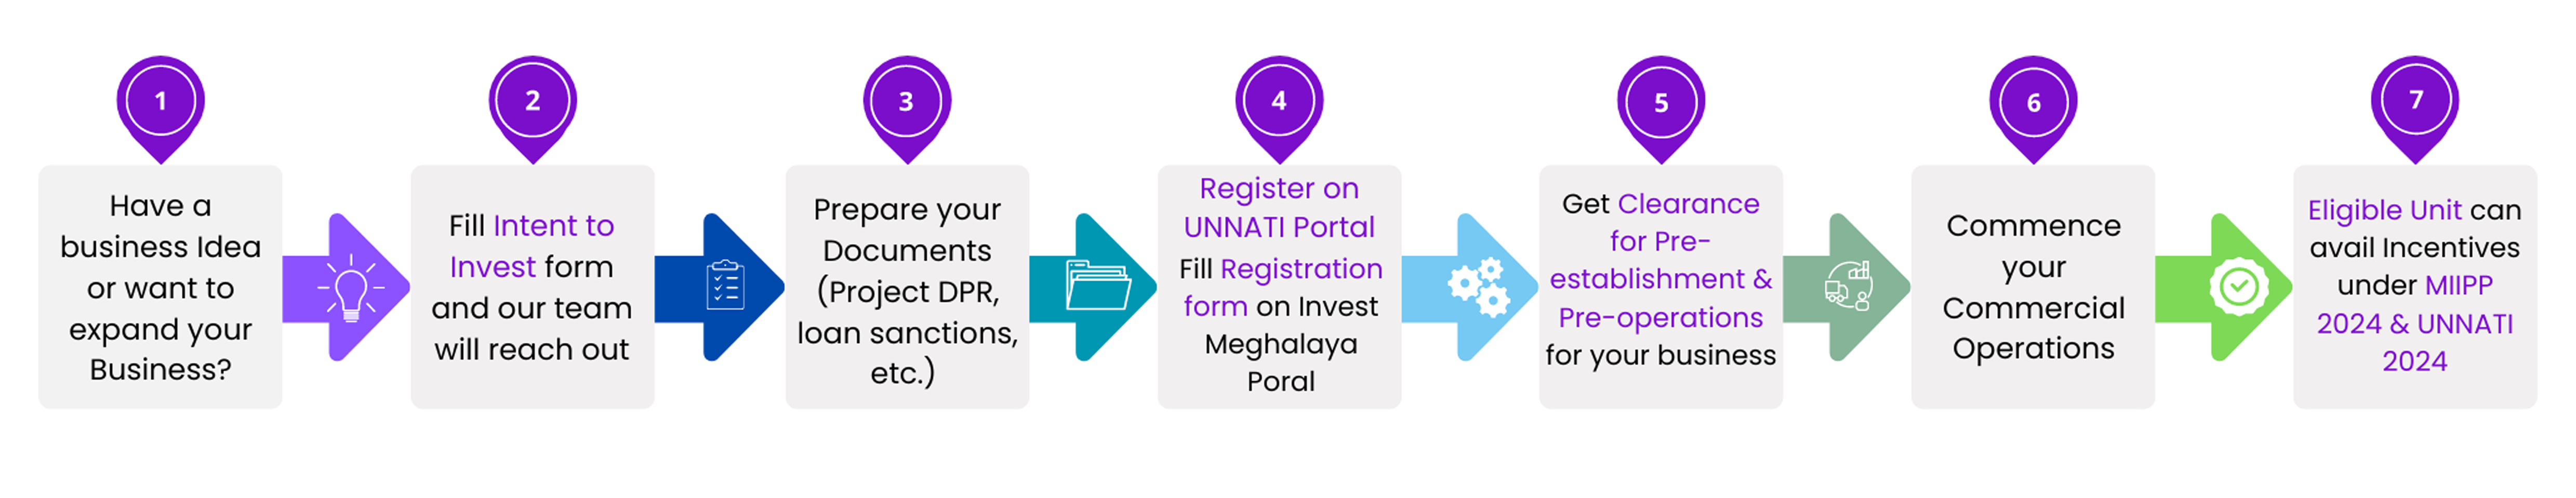 1
Have a
business Idea
or want to
expand your
Business?
2
Fill Intent to
Invest form
and our team
will reach out
3
Prepare your
Documents
(Project DPR,
loan sanctions,
etc.)
4
Register on
UNNATI Portal
Fill Registration
form on Invest
Meghalaya
Poral
5
Get Clearance
for Pre-
establishment &
Pre-operations
for your business
6
Commence
your
Commercial
Operations
7
Eligible Unit can
avail Incentives
under MIIPP
2024 & UNNATI
2024